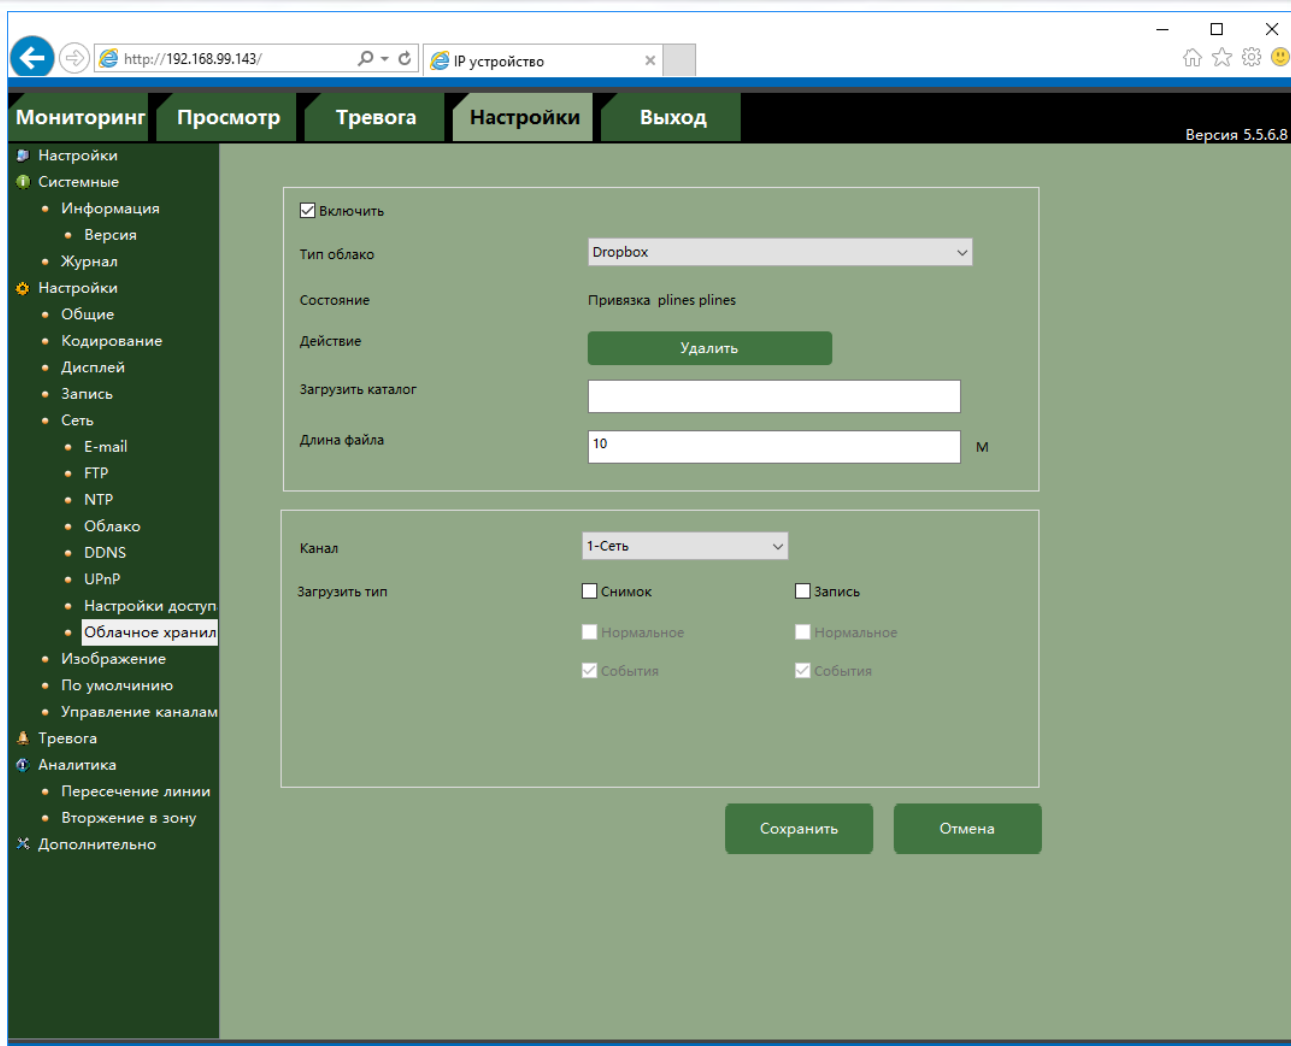 http://192.168.99.143/
IP устройство
Мониторинг
Просмотр
Тревога
Настройки
Выход
Версия 5.5.6.8
Настройки
Системные
Информация
Версия
Журнал
Настройки
Общие
Кодирование
Дисплей
Запись
Сеть
E-mail
FTP
NTP
Облако
DDNS
UPnP
Настройки доступ
Облачное хранил
Изображение
По умолчанию
Управление каналам
Тревога
Аналитика
Пересечение линии
Вторжение в зону
Дополнительно
Включить
Тип облако
Dropbox
Состояние
Привязка plines plines
Действие
Удалить
Загрузить каталог
Длина файла
10
M
Канал
1-Сеть
Загрузить тип
Снимок
Запись
Нормальное
Нормальное
События
События
Сохранить
Отмена